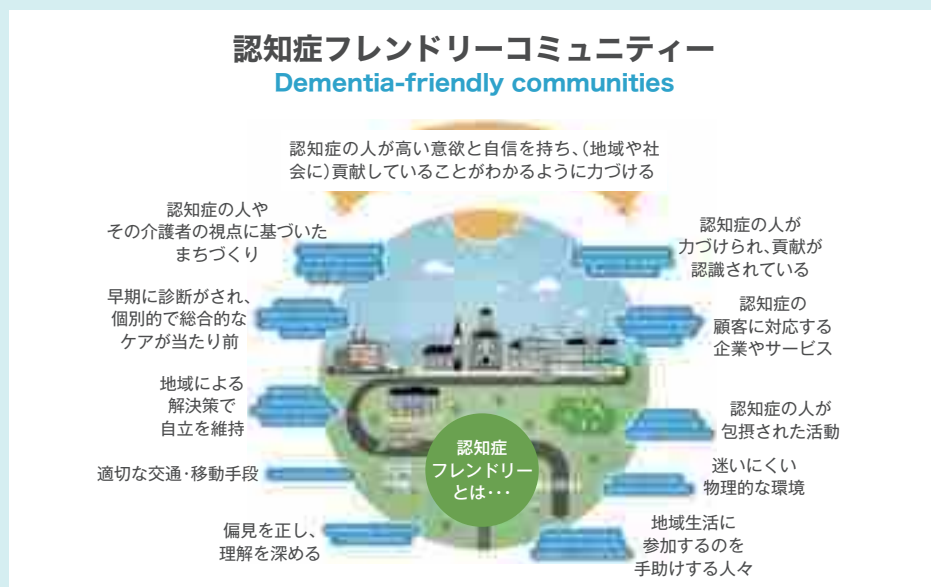 認知症フレンドリーコミュニティー
Dementia-friendly communities
認知症の人が高い意欲と自信を持ち、(地域や社
会に)貢献していることがわかるように力づける
認知症の人や
その介護者の視点に基づいた
まちづくり
早期に診断がされ、
個別的で総合的な
ケアが当たり前
地域による
解決策で
自立を維持
適切な交通・移動手段
偏見を正し、
理解を深める
認知症の人が
力づけられ、貢献が
認識されている
認知症の
顧客に対応する
企業やサービス
認知症の人が
包摂された活動
迷いにくい
物理的な環境
地域生活に
参加するのを
手助けする人々
認知症
フレンドリー
とは･･･